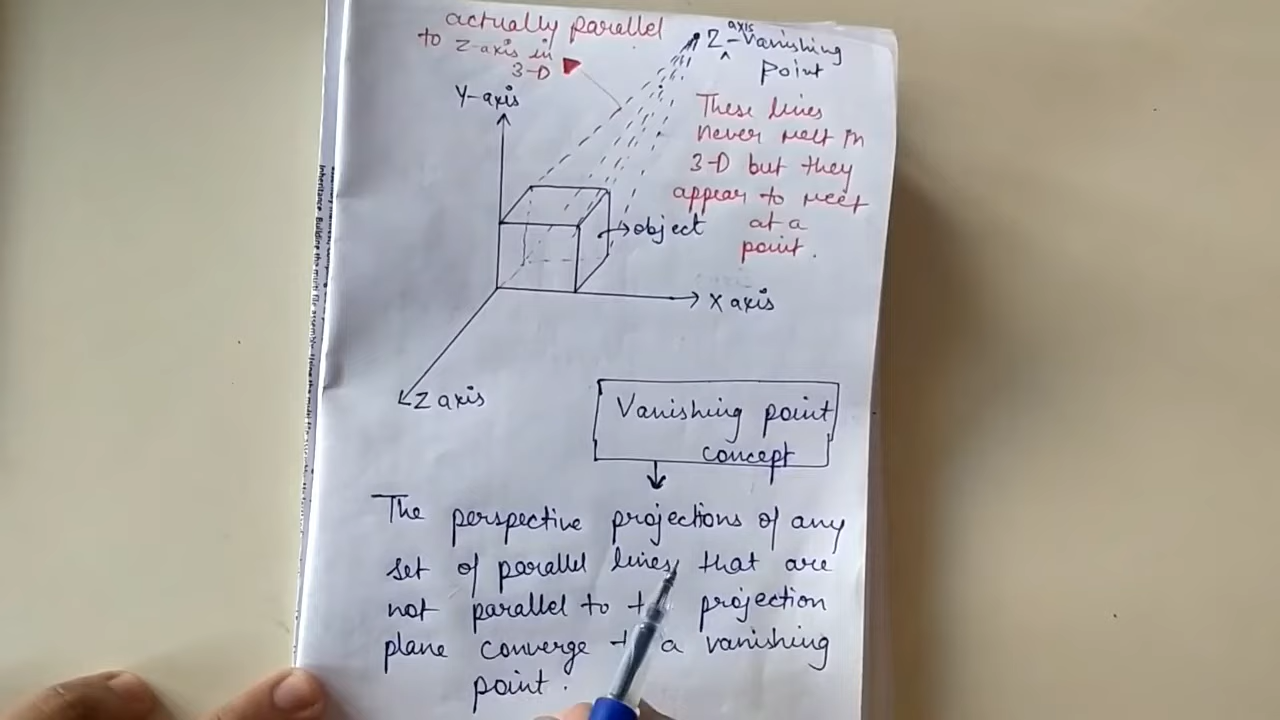 actually parallel
to Z-axis in
3-D
Z-axis Vanishing
Point
Y-axis
These lines
never meet in
3-D but they
appear to meet
at a
point.
object
X axis
Z axis
Vanishing point
concept
The perspective projections of any
set of parallel lines that are
not parallel to projection
plane converge a vanishing
point.